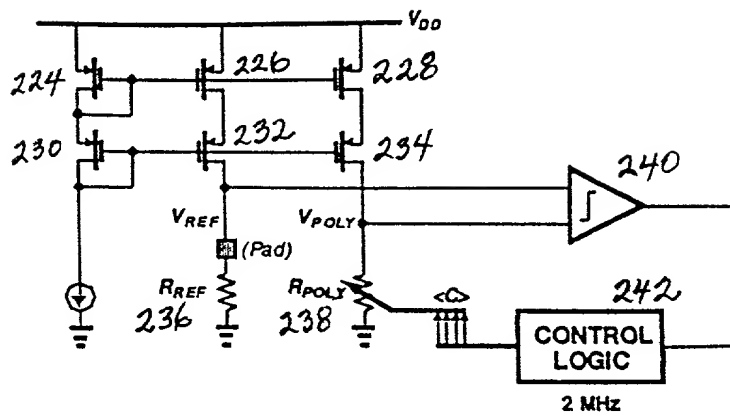 VDD
224
226
228
230
232
234
240
VREF
VPOLY
(Pad)
RREF
RPOLY
<C>
236
238
242
CONTROL
LOGIC
2 MHz